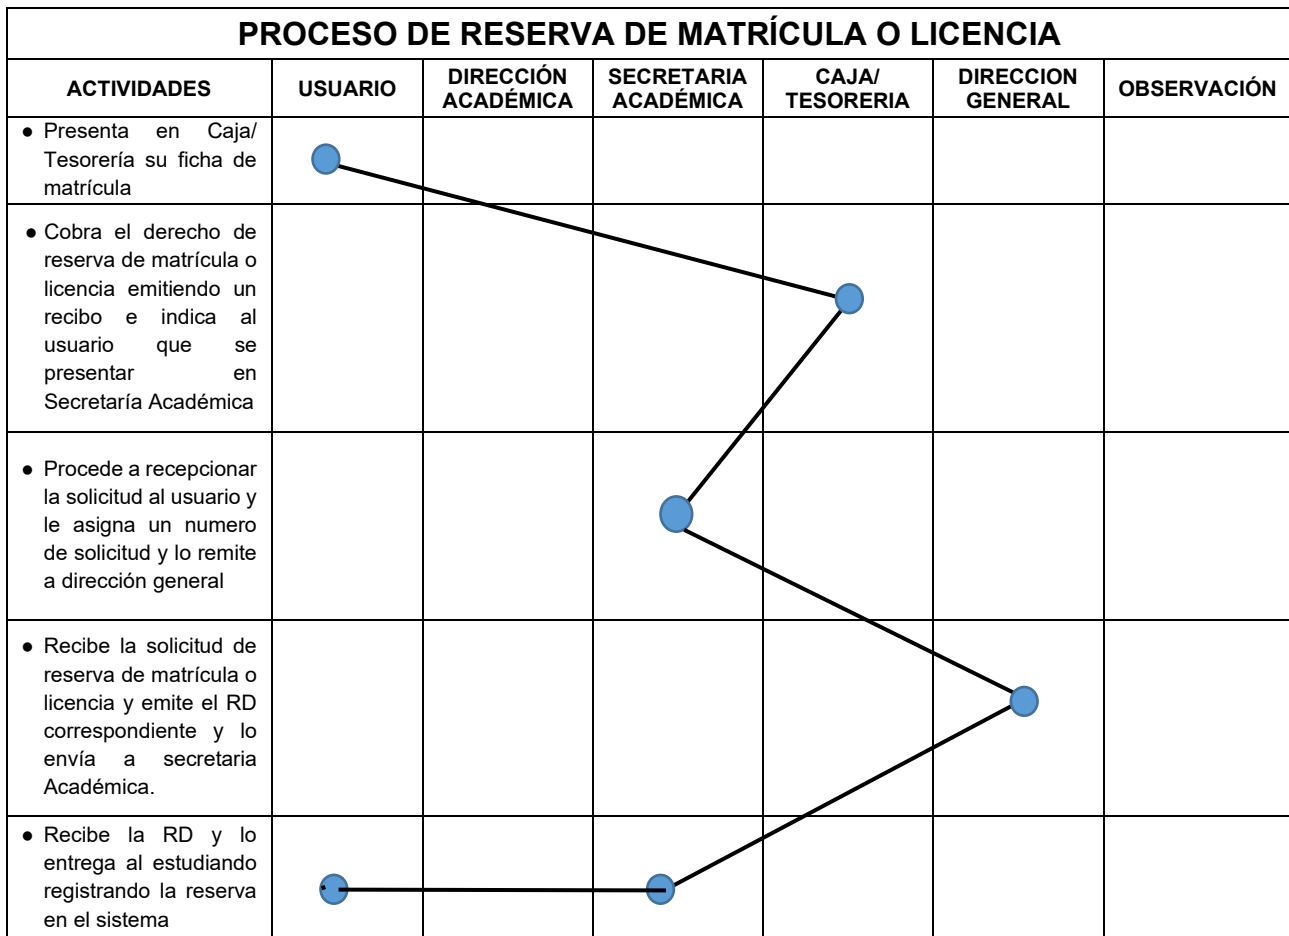 PROCESO DE RESERVA DE MATRÍCULA O LICENCIA
ACTIVIDADES
USUARIO
DIRECCIÓN
ACADÉMICA
SECRETARIA
ACADÉMICA
CAJA/
TESORERIA
DIRECCION
GENERAL
OBSERVACIÓN
● Presenta en Caja/
Tesorería su ficha de
matrícula
● Cobra el derecho de
reserva de matrícula o
licencia emitiendo un
recibo e indica al
usuario que se
presentar en
Secretaría Académica
● Procede a recepcionar
la solicitud al usuario y
le asigna un numero
de solicitud y lo remite
a dirección general
● Recibe la solicitud de
reserva de matrícula o
licencia y emite el RD
correspondiente y lo
envía a secretaria
Académica.
● Recibe la RD y lo
entrega al estudiando
registrando la reserva
en el sistema